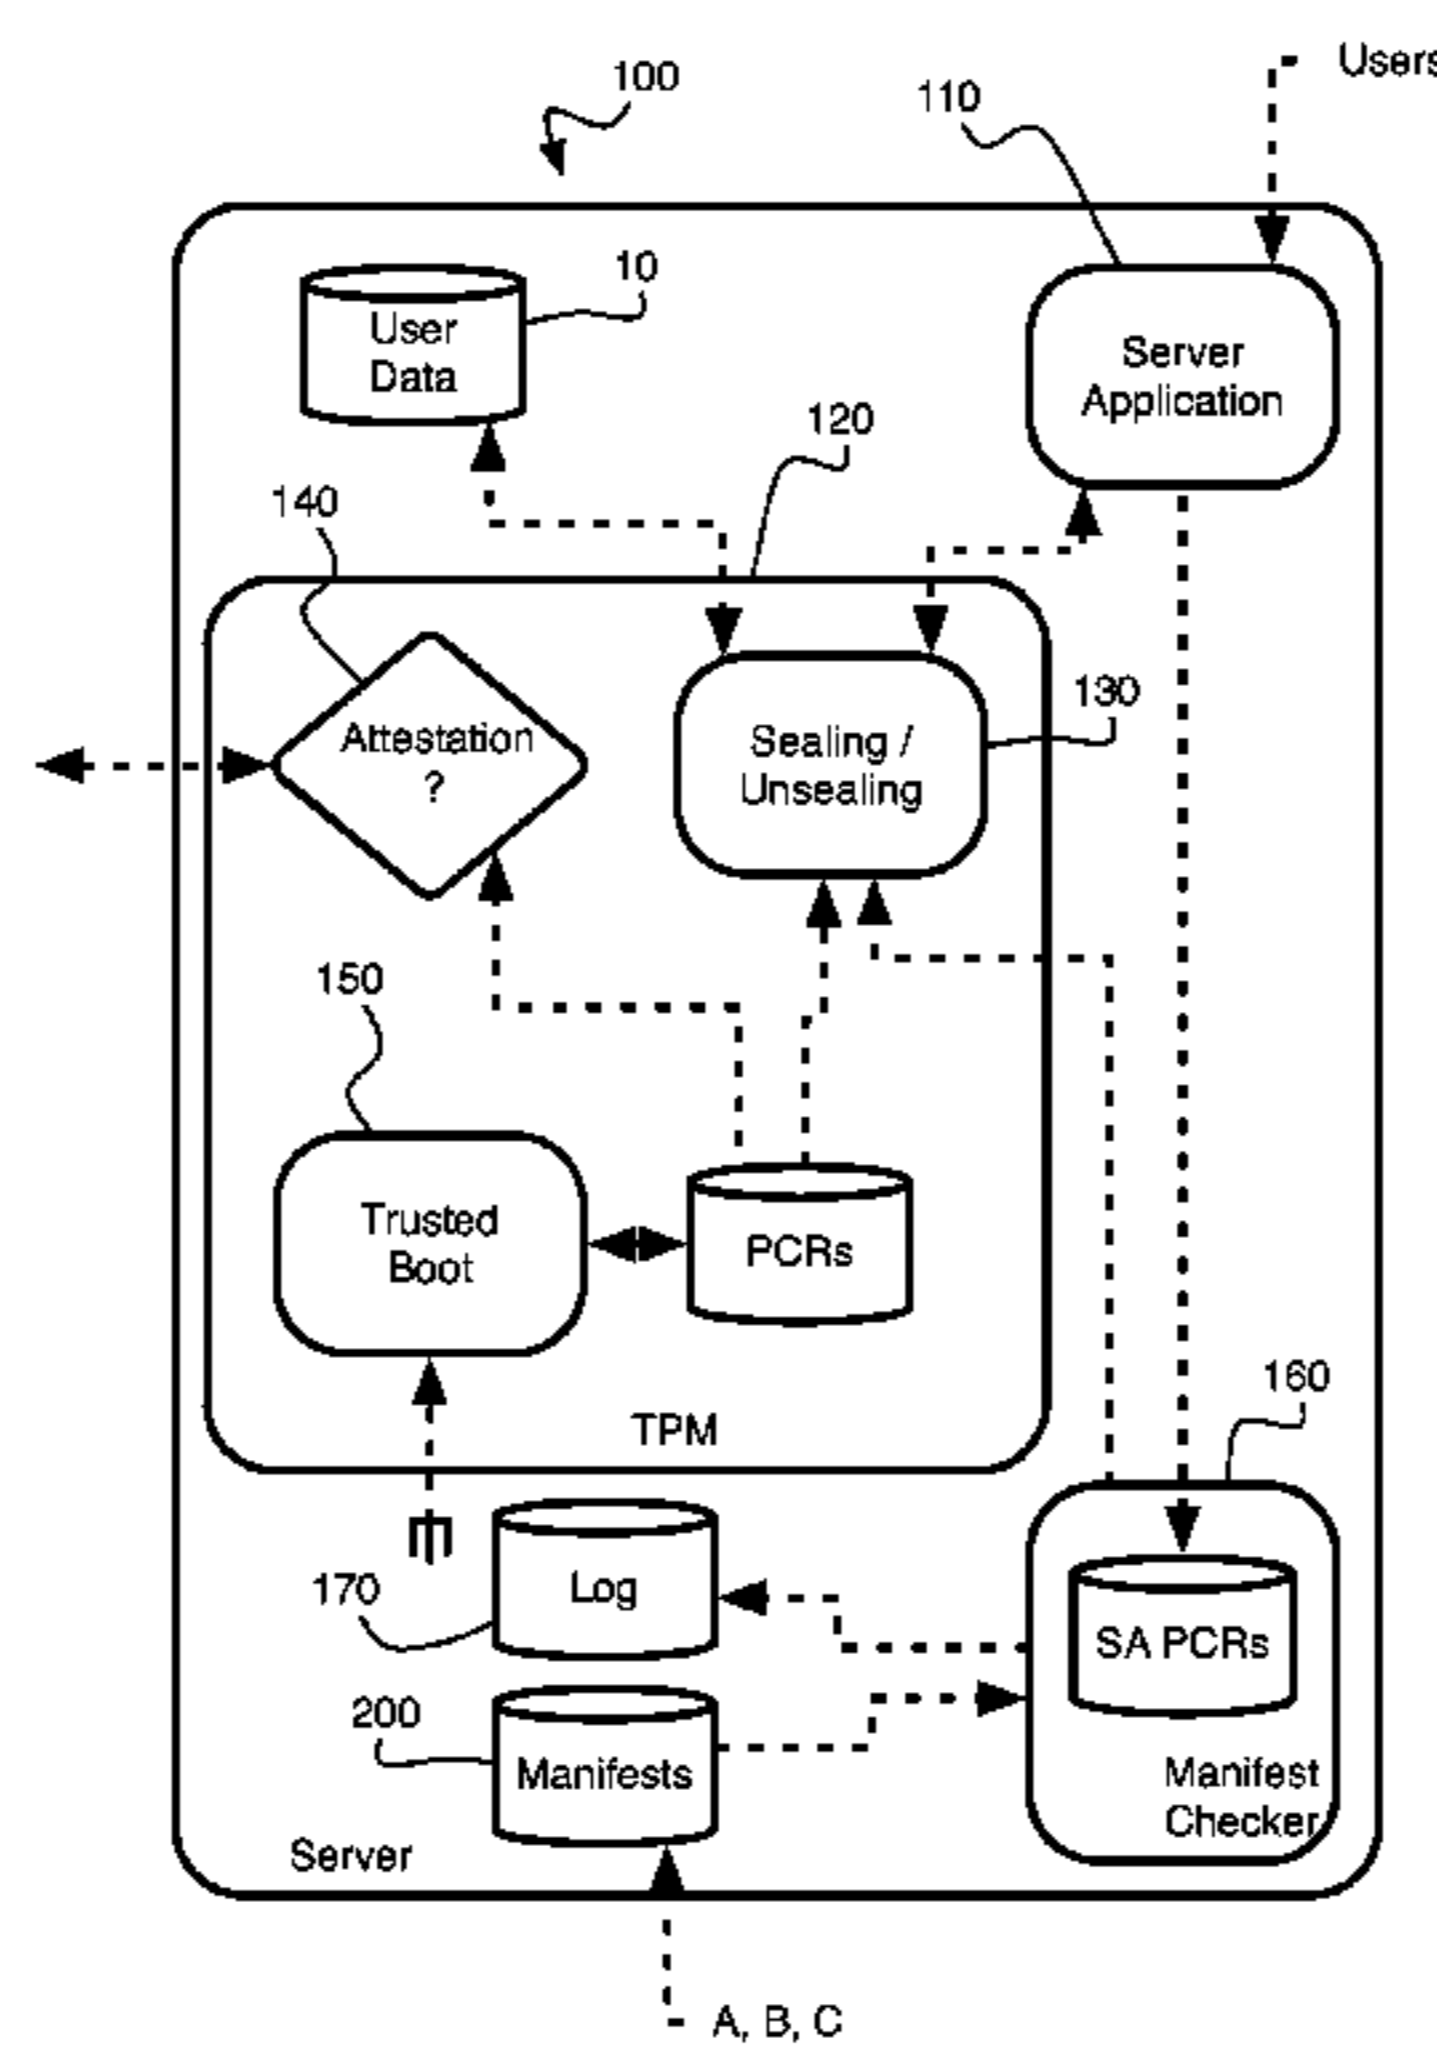 Users
100
110
10
User
Data
Server
Application
120
140
130
Attestation
?
Sealing /
Unsealing
150
Trusted
Boot
PCRs
160
TPM
Log
170
SA PCRs
200
Manifests
Manifest
Checker
Server
A, B, C